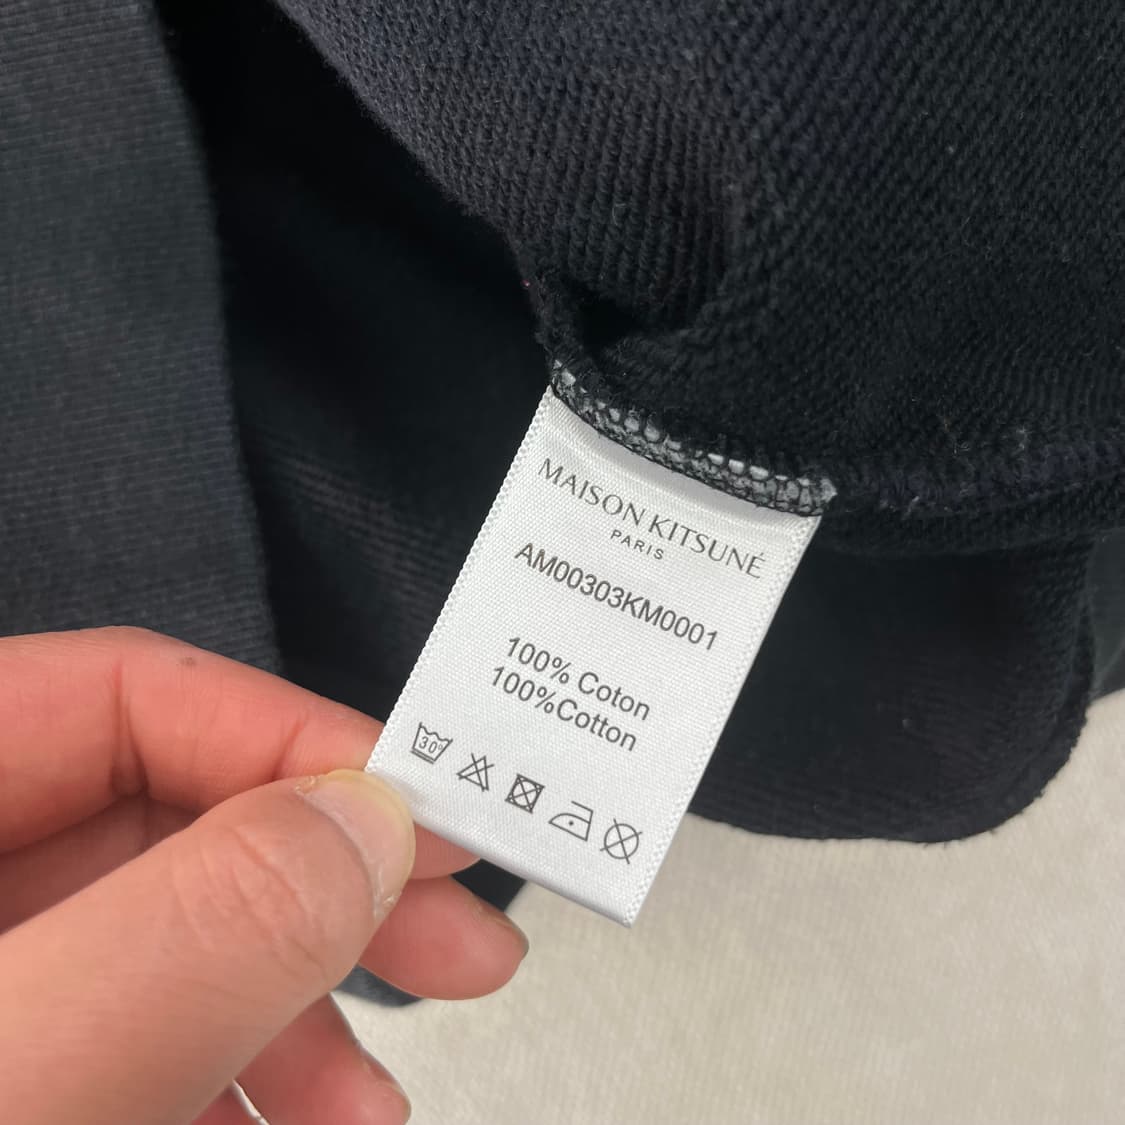 MAISON KITSUNÉ
PARIS
AM00303KM0001
100% Coton
100%Cotton
30°